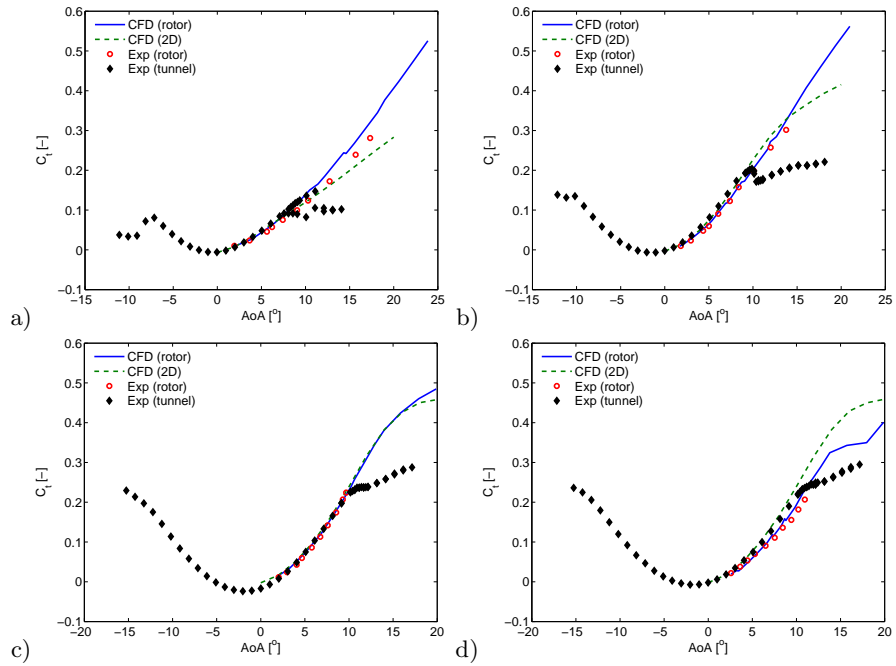 0.6
0.5
0.4
0.3
0.2
0.1
0
−0.1
C_t [−]
CFD (rotor)
CFD (2D)
Exp (rotor)
Exp (tunnel)
−15 −10 −5 0 5 10 15 20 25
AoA [°]
a)
0.6
0.5
0.4
0.3
0.2
0.1
0
−0.1
C_t [−]
CFD (rotor)
CFD (2D)
Exp (rotor)
Exp (tunnel)
−15 −10 −5 0 5 10 15 20 25
AoA [°]
b)
0.6
0.5
0.4
0.3
0.2
0.1
0
−0.1
C_t [−]
CFD (rotor)
CFD (2D)
Exp (rotor)
Exp (tunnel)
−20 −15 −10 −5 0 5 10 15 20
AoA [°]
c)
0.6
0.5
0.4
0.3
0.2
0.1
0
−0.1
C_t [−]
CFD (rotor)
CFD (2D)
Exp (rotor)
Exp (tunnel)
−20 −15 −10 −5 0 5 10 15 20
AoA [°]
d)